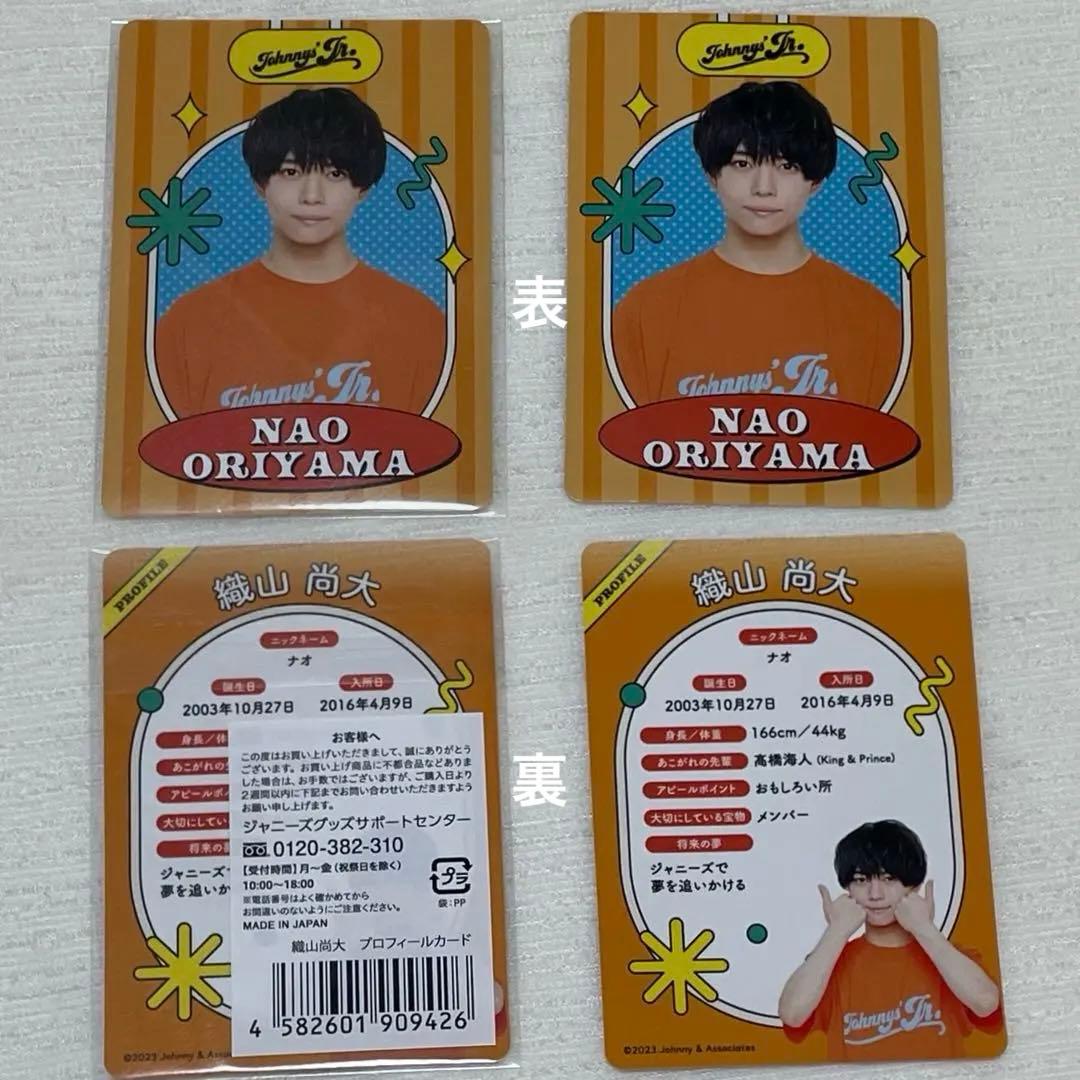 Johnnys' Jr.
Johnnys' Jr.
NAO
ORIYAMA
Johnnys' Jr.
Johnnys' Jr.
NAO
ORIYAMA
表
PROFILE
織山 尚大
ニックネーム
ナオ
誕生日
入所日
2003年10月27日
2016年4月9日
身長／体
あこがれの
アピールポイ
大切にしてい
将来の
ジャニーズで
夢を追いか
お客様へ
この度はお買い上げいただきまして、誠にありがとう
ございます。お買い上げ商品に不都合品などありま
した場合は、お手数ではございますが、ご購入日より
2週間以内に下記までお問い合わせいただきますよう
お願い申し上げます。
ジャニーズグッズサポートセンター
0120-382-310
【受付時間】月〜金（祝祭日を除く）
10:00〜18:00
※電話番号はよく確かめてから
お間違いのないようにご注意ください。
MADE IN JAPAN
プラ
袋:PP
織山尚大 プロフィールカード
4 582601 909426
©2023 Johnny & Associates
裏
PROFILE
織山 尚大
ニックネーム
ナオ
誕生日
入所日
2003年10月27日
2016年4月9日
身長／体重 166cm／44kg
あこがれの先輩 髙橋海人 (King & Prince)
アピールポイント おもしろい所
大切にしている宝物 メンバー
将来の夢
ジャニーズで
夢を追いかける
Johnnys' Jr.
©2023 Johnny & Associates